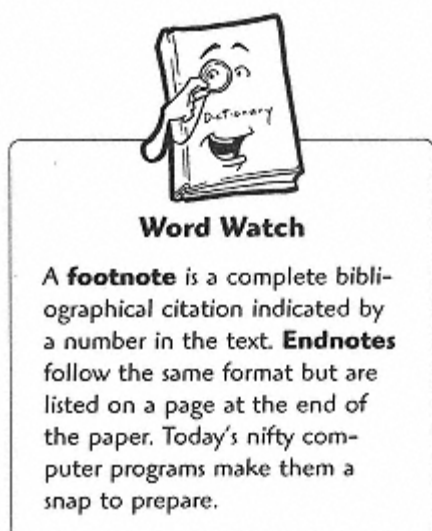 Dictionary
Word Watch
A footnote is a complete bibli-
ographical citation indicated by
a number in the text. Endnotes
follow the same format but are
listed on a page at the end of
the paper. Today's nifty com-
puter programs make them a
snap to prepare.